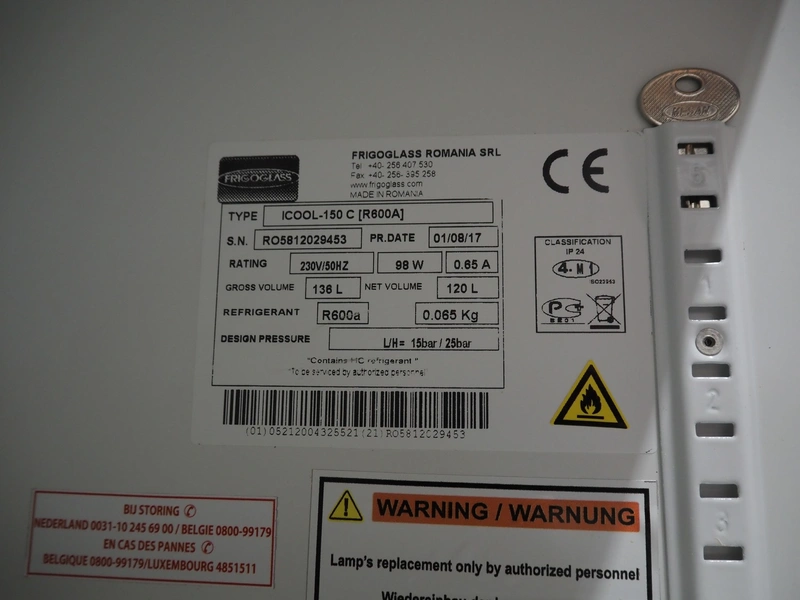 FRIGOGLASS
FRIGOGLASS ROMANIA SRL
Tel +40- 256 407 530
Fax +40- 256- 395 258
www.frigoglass.com
MADE IN ROMANIA
CE
TYPE ICOOL-150 C [R600A]
S.N. RO5812029453 PR.DATE 01/08/17
RATING 230V/50HZ 98 W 0.65 A
GROSS VOLUME 136 L NET VOLUME 120 L
REFRIGERANT R600a 0.065 Kg
DESIGN PRESSURE L/H= 15bar / 25bar
"Contains HC refrigerant "
"To be serviced by authorized personnel
(01)05212004325521(21)RO5812029453
CLASSIFICATION
IP 24
4- M1
5
1
2
3
BIJ STORING ✆
NEDERLAND 0031-10 245 69 00 / BELGIE 0800-99179
EN CAS DES PANNES ✆
BELGIQUE 0800-99179/LUXEMBOURG 4851511
WARNING / WARNUNG
Lamp's replacement only by authorized personnel